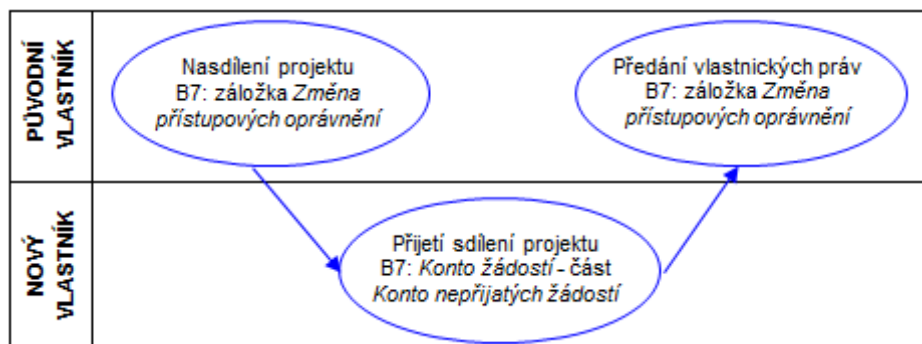 PŮVODNÍ
VLASTNÍK
Nasdílení projektu
B7: záložka Změna
přístupových oprávnění
Předání vlastnických práv
B7: záložka Změna
přístupových oprávnění
NOVÝ
VLASTNÍK
Přijetí sdílení projektu
B7: Konto žádostí - část
Konto nepřijatých žádostí